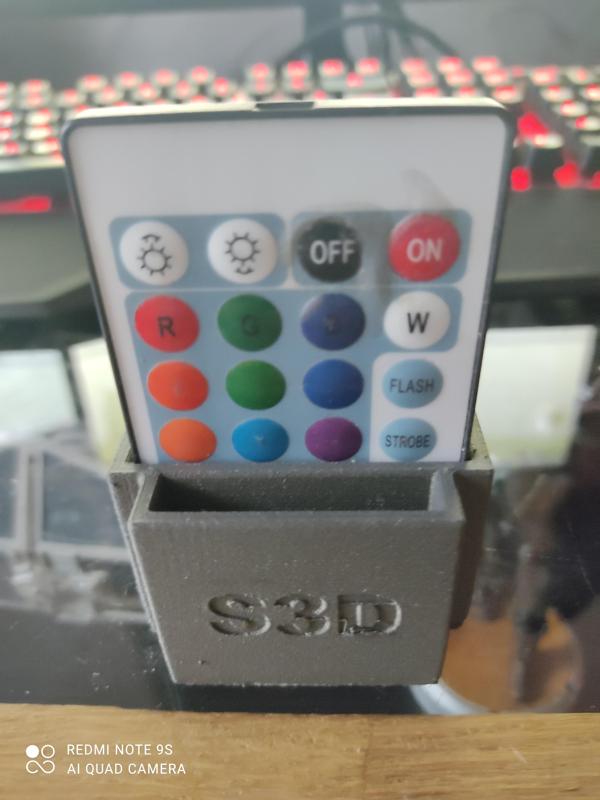 OFF ON
R G W
FLASH
STROBE
S3D
REDMI NOTE 9S
AI QUAD CAMERA